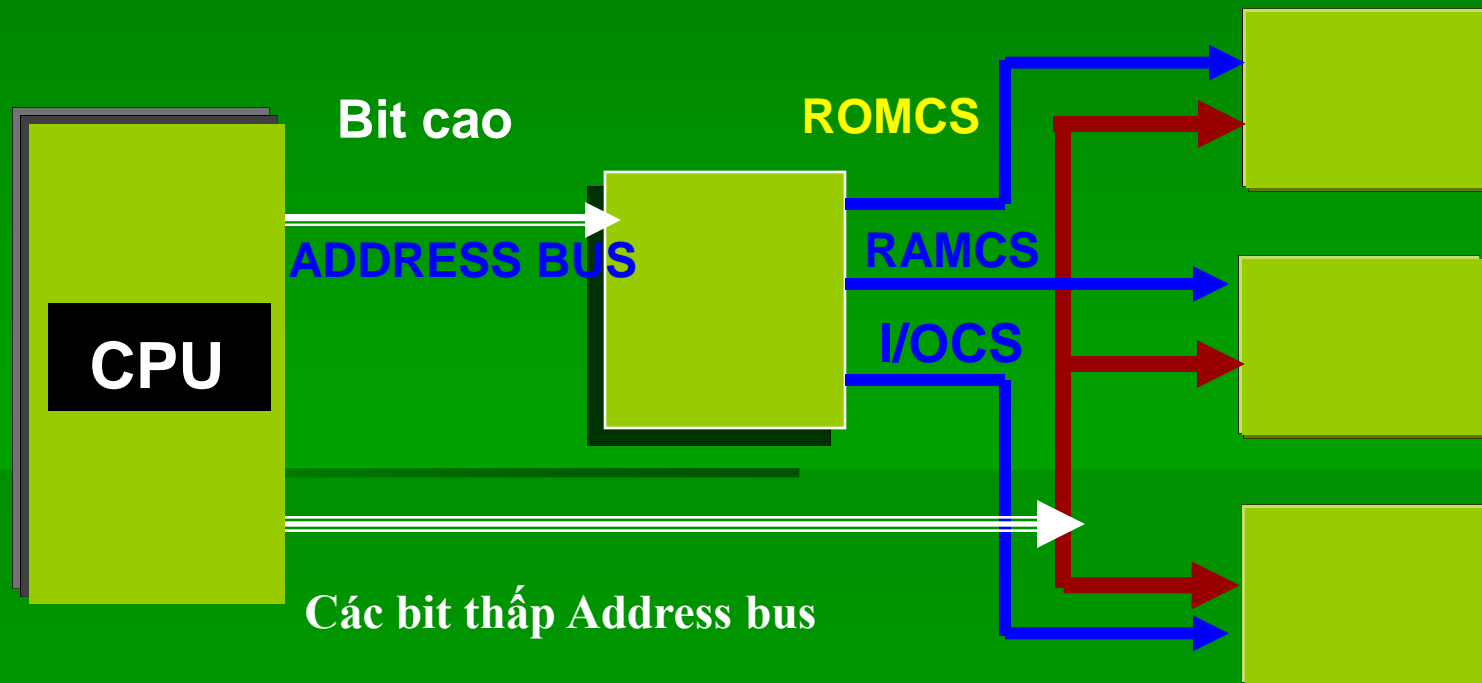 Bit cao
ROMCS
ADDRESS BUS
RAMCS
I/OCS
CPU
Các bit thấp Address bus